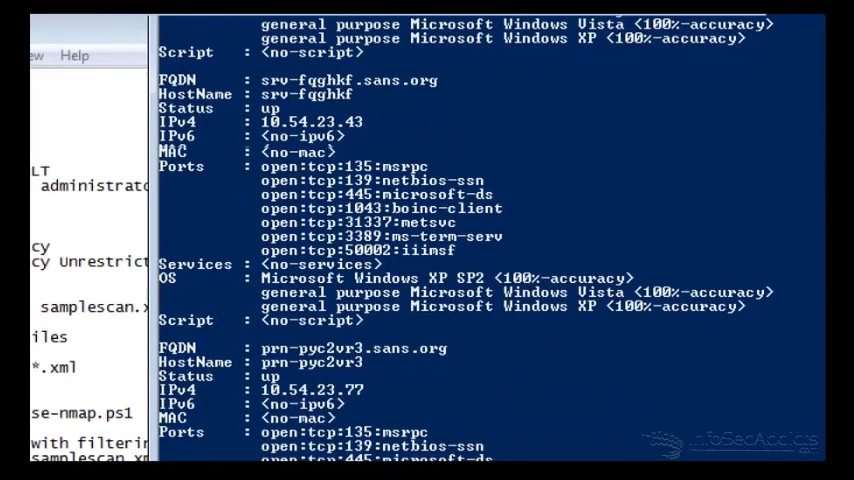 general purpose Microsoft Windows Vista <100%-accuracy>
general purpose Microsoft Windows XP <100%-accuracy>
Script : <no-script>
ew Help
FQDN : srv-fqghkf.sans.org
HostName : srv-fqghkf
Status : up
IPv4 : 10.54.23.43
IPv6 : <no-ipv6>
MAC : <no-mac>
Ports : open:tcp:135:msrpc
open:tcp:139:netbios-ssn
open:tcp:445:microsoft-ds
open:tcp:1043:boinc-client
open:tcp:31337:metsvc
open:tcp:3389:ms-term-serv
open:tcp:50002:iiimsf
Services : <no-services>
OS : Microsoft Windows XP SP2 <100%-accuracy>
general purpose Microsoft Windows Vista <100%-accuracy>
general purpose Microsoft Windows XP <100%-accuracy>
Script : <no-script>
FQDN : prn-pyc2vr3.sans.org
HostName : prn-pyc2vr3
Status : up
IPv4 : 10.54.23.77
IPv6 : <no-ipv6>
MAC : <no-mac>
Ports : open:tcp:135:msrpc
open:tcp:139:netbios-ssn
open:tcp:445:microsoft-ds
LT
administrato
cy
cy Unrestrict
samplescan.x
iles
*.xml
se-nmap.ps1
with filterin
samplescan.xm
InfoSecAddicts
.com